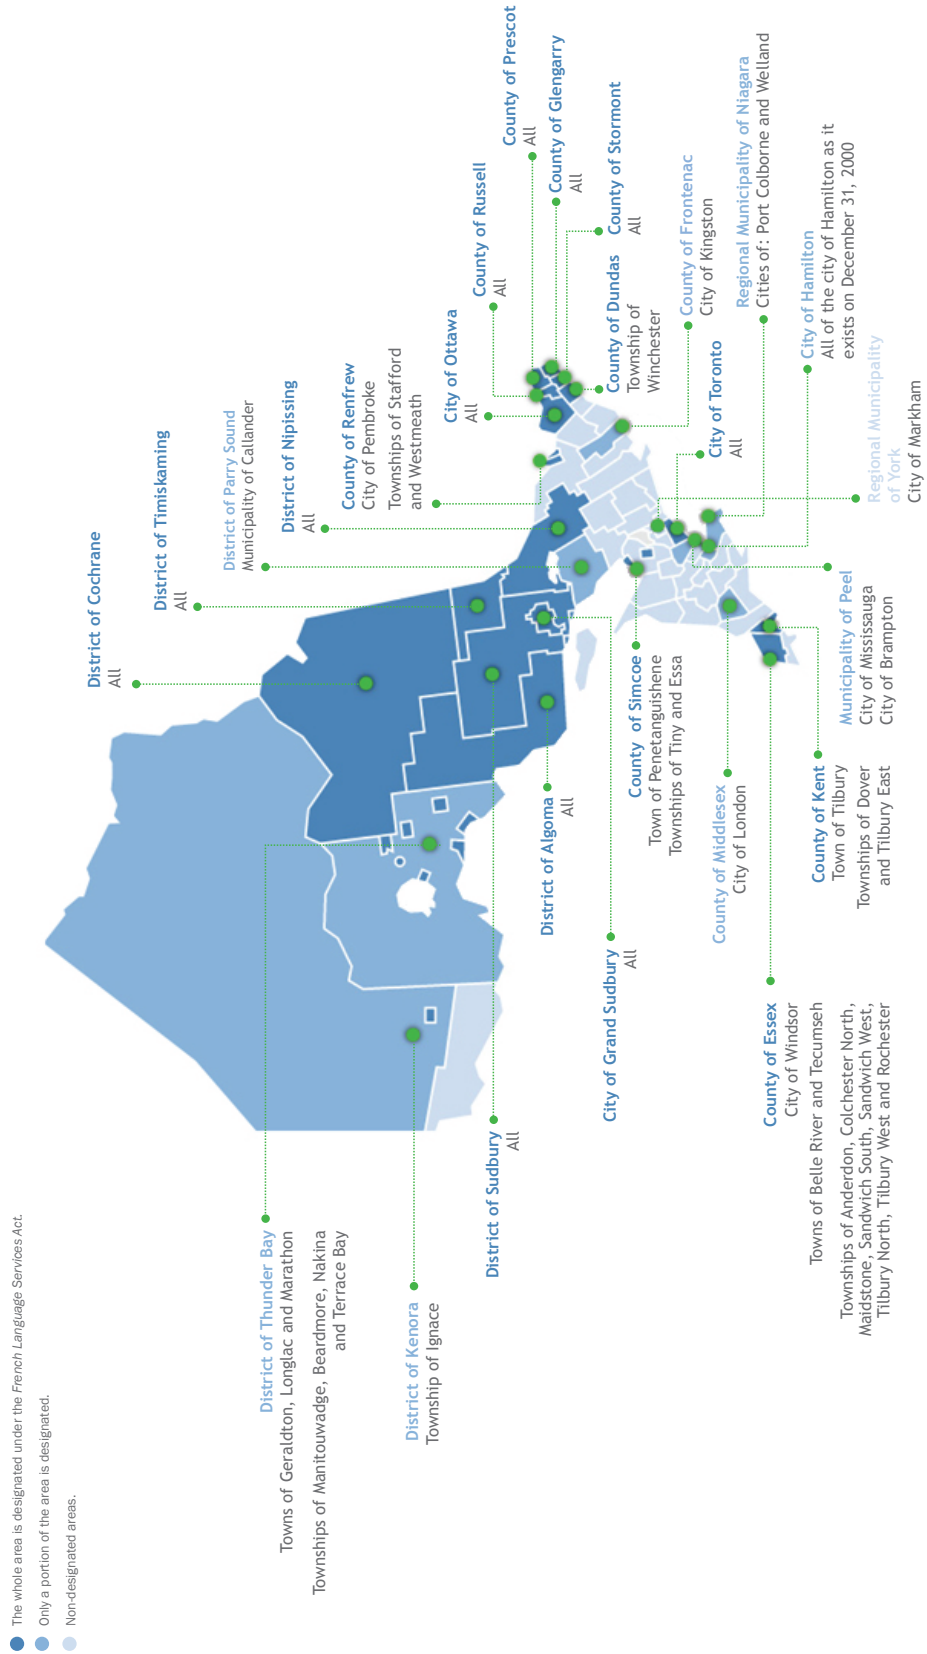 The whole area is designated under the French Language Services Act.
Only a portion of the area is designated.
Non-designated areas.
District of Thunder Bay
Towns of Geraldton, Longlac and Marathon
Townships of Manitouwadge, Beardmore, Nakina
and Terrace Bay
District of Kenora
Township of Ignace
District of Sudbury
All
City of Grand Sudbury
All
District of Algoma
All
County of Essex
City of Windsor
Towns of Belle River and Tecumseh
Townships of Anderdon, Colchester North,
Maidstone, Sandwich South, Sandwich West,
Tilbury North, Tilbury West and Rochester
County of Middlesex
City of London
County of Kent
Town of Tilbury
Townships of Dover
and Tilbury East
County of Simcoe
Town of Penetanguishene
Townships of Tiny and Essa
Municipality of Peel
City of Mississauga
City of Brampton
District of Cochrane
All
District of Timiskaming
All
District of Parry Sound
Municipality of Callander
District of Nipissing
All
County of Renfrew
City of Pembroke
Townships of Stafford
and Westmeath
City of Ottawa
All
County of Russell
All
County of Prescot
All
County of Glengarry
All
County of Stormont
All
County of Dundas
Township of
Winchester
County of Frontenac
City of Kingston
City of Toronto
All
Regional Municipality of Niagara
Cities of: Port Colborne and Welland
City of Hamilton
All of the city of Hamilton as it
exists on December 31, 2000
Regional Municipality
of York
City of Markham